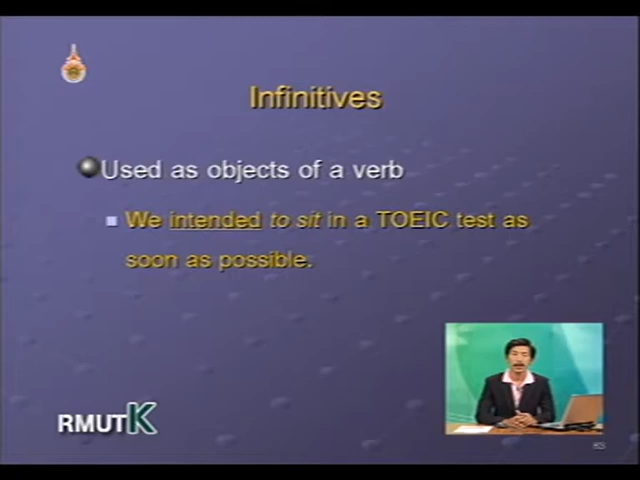 Infinitives
Used as objects of a verb
We intended to sit in a TOEIC test as
soon as possible.
RMUTK